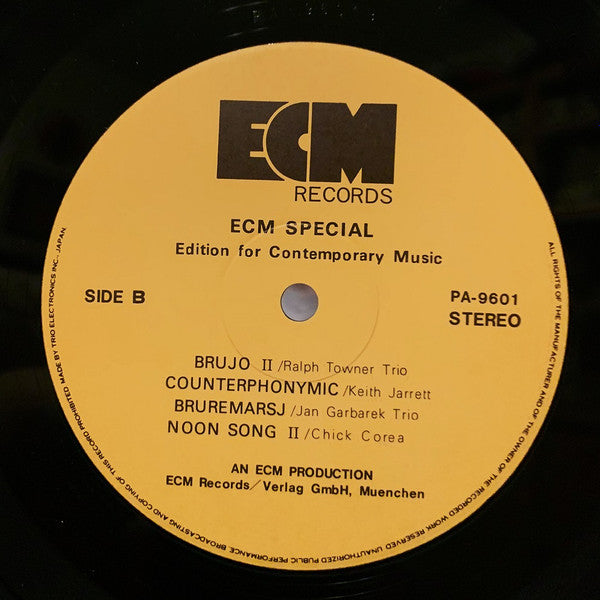 ECM
RECORDS
ECM SPECIAL
Edition for Contemporary Music
SIDE B
PA-9601
STEREO
BRUJO II/Ralph Towner Trio
COUNTERPHONYMIC/Keith Jarrett
BRUREMARSJ/Jan Garbarek Trio
NOON SONG II/Chick Corea
AN ECM PRODUCTION
ECM Records/Verlag GmbH, Muenchen
ALL RIGHTS OF THE MANUFACTURER AND OF THE OWNER OF THE RECORDED WORK RESERVED UNAUTHORIZED PUBLIC PERFORMANCE BROADCASTING AND COPYING OF THIS RECORD PROHIBITED MADE BY TRIO ELECTRONICS INC-JAPAN.